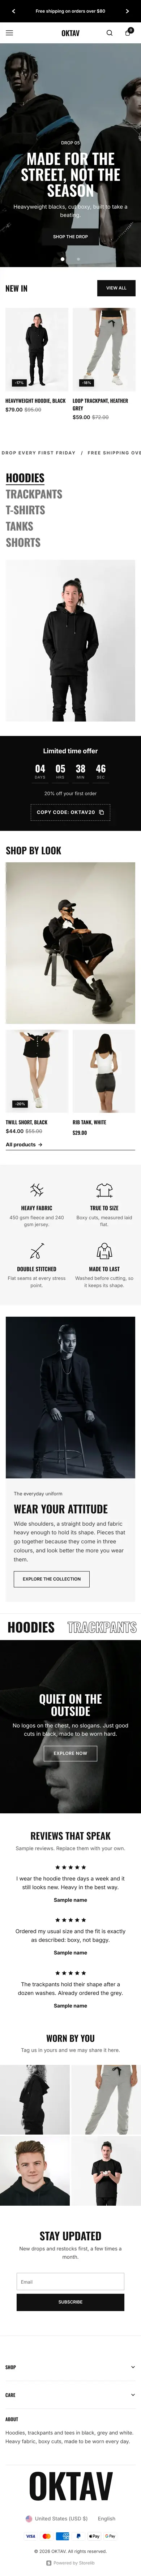 Free shipping on orders over $80
OKTAV
0
DROP 05
MADE FOR THE
STREET, NOT THE
SEASON
Heavyweight blacks, cut boxy, built to take a
beating.
SHOP THE DROP
NEW IN
VIEW ALL
-17%
-18%
HEAVYWEIGHT HOODIE, BLACK
$79.00 $95.00
LOOP TRACKPANT, HEATHER
GREY
$59.00 $72.00
DROP EVERY FIRST FRIDAY / FREE SHIPPING OVE
HOODIES
TRACKPANTS
T-SHIRTS
TANKS
SHORTS
Limited time offer
04 05 38 46
DAYS HRS MIN SEC
20% off your first order
COPY CODE: OKTAV20
SHOP BY LOOK
-20%
TWILL SHORT, BLACK
$44.00 $55.00
RIB TANK, WHITE
$29.00
All products →
HEAVY FABRIC
450 gsm fleece and 240
gsm jersey.
TRUE TO SIZE
Boxy cuts, measured laid
flat.
DOUBLE STITCHED
Flat seams at every stress
point.
MADE TO LAST
Washed before cutting, so
it keeps its shape.
The everyday uniform
WEAR YOUR ATTITUDE
Wide shoulders, a straight body and fabric
heavy enough to hold its shape. Pieces that
go together because they come in three
colours, and look better the more you wear
them.
EXPLORE THE COLLECTION
HOODIES TRACKPANTS
QUIET ON THE
OUTSIDE
No logos on the chest, no slogans. Just good
cuts in black, made to be worn hard.
EXPLORE NOW
REVIEWS THAT SPEAK
Sample reviews. Replace them with your own.
★★★★★
I wear the hoodie three days a week and it
still looks new. Heavy in the best way.
Sample name
★★★★★
Ordered my usual size and the fit is exactly
as described: boxy, not baggy.
Sample name
★★★★★
The trackpants hold their shape after a
dozen washes. Already ordered the grey.
Sample name
WORN BY YOU
Tag us in yours and we may share it here.
STAY UPDATED
New drops and restocks first, a few times a
month.
Email
SUBSCRIBE
SHOP
CARE
ABOUT
Hoodies, trackpants and tees in black, grey and white.
Heavy fabric, boxy cuts, made to be worn every day.
OKTAV
United States (USD $) English
VISA Pay G Pay
© 2026 OKTAV. All rights reserved.